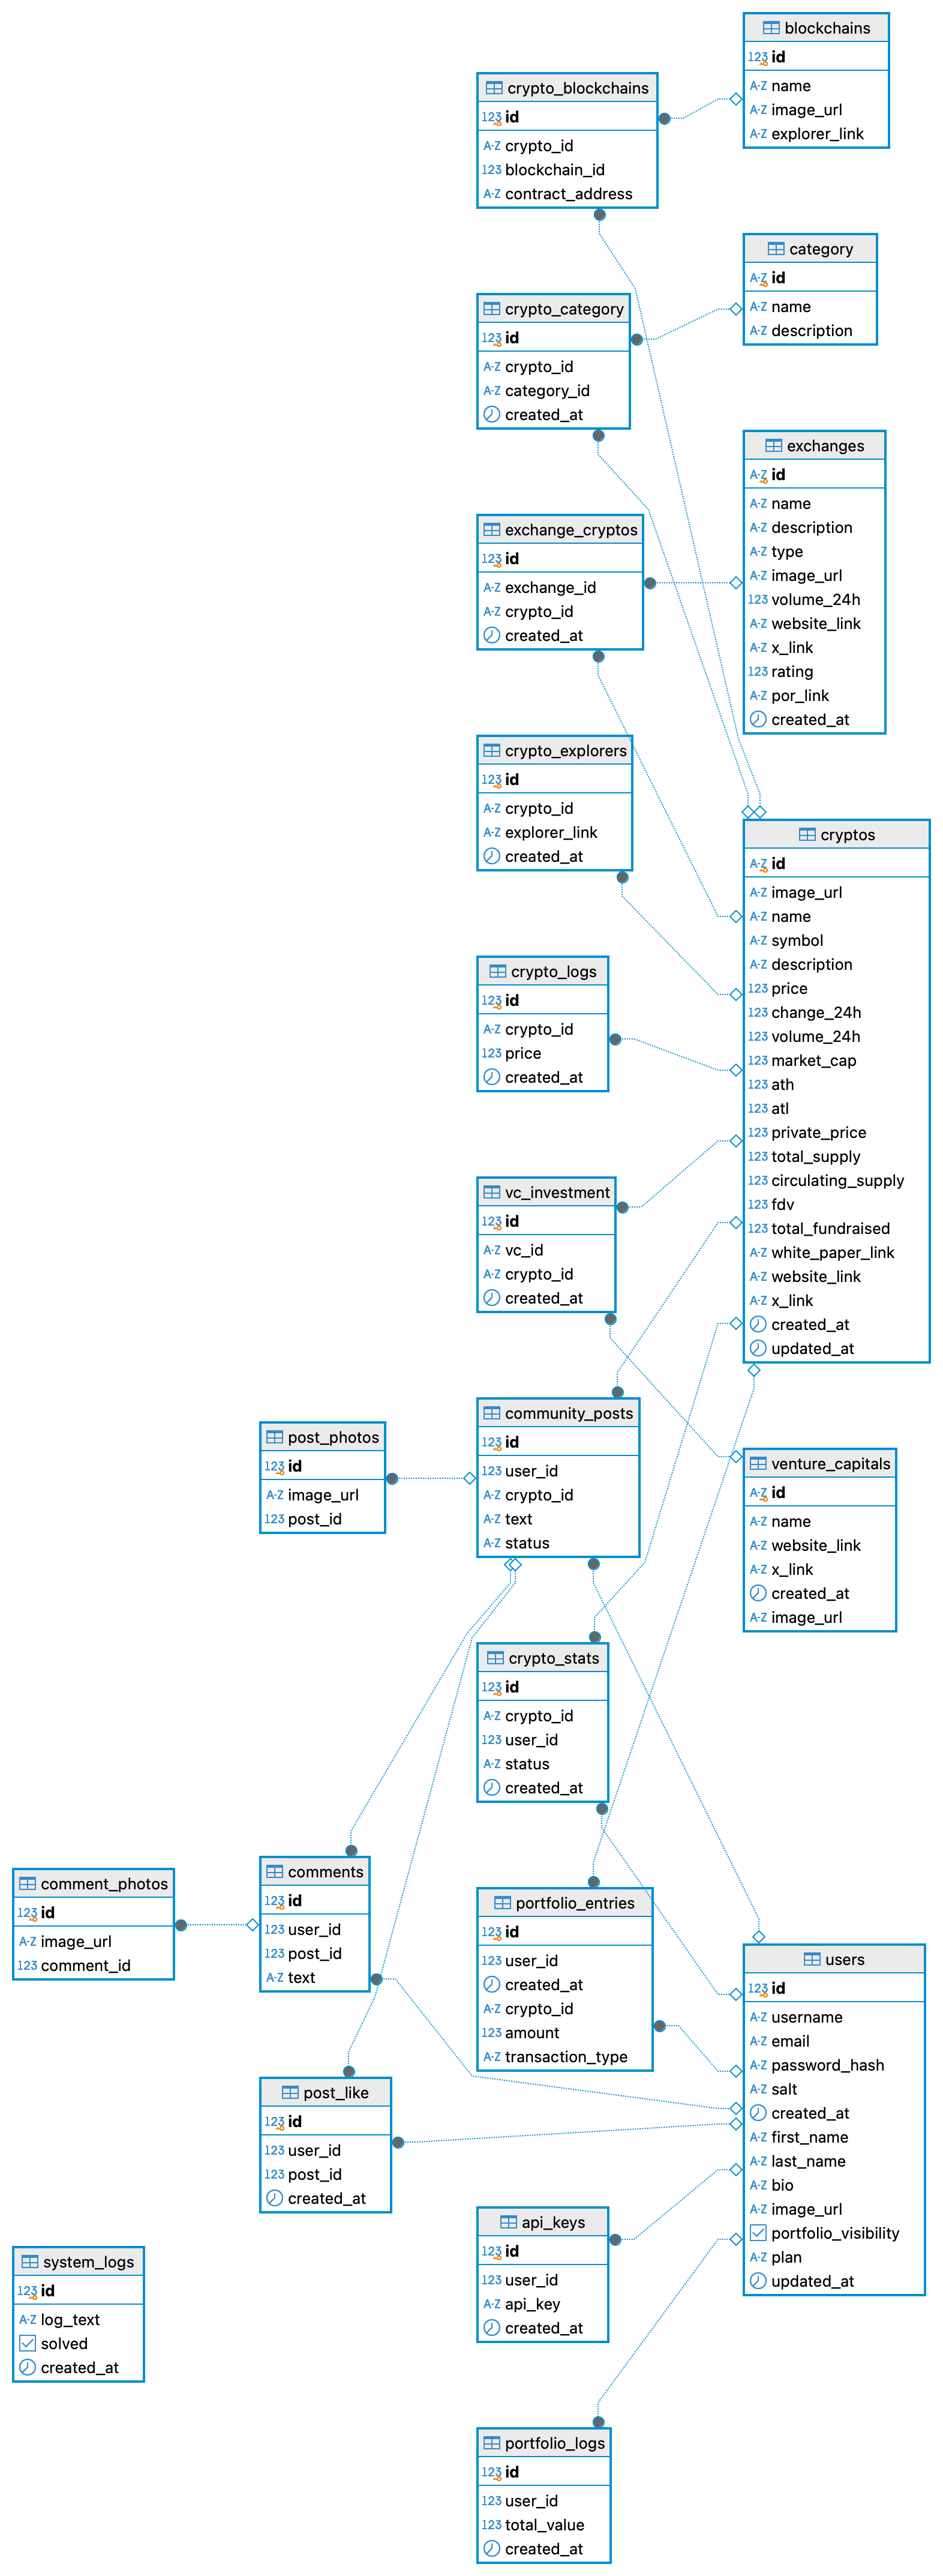 blockchains
123 id
A-Z name
A-Z image_url
A-Z explorer_link
crypto_blockchains
123 id
A-Z crypto_id
123 blockchain_id
A-Z contract_address
category
A-Z id
A-Z name
A-Z description
crypto_category
123 id
A-Z crypto_id
A-Z category_id
created_at
exchanges
A-Z id
A-Z name
A-Z description
A-Z type
A-Z image_url
123 volume_24h
A-Z website_link
A-Z x_link
123 rating
A-Z por_link
created_at
exchange_cryptos
123 id
A-Z exchange_id
A-Z crypto_id
created_at
crypto_explorers
123 id
A-Z crypto_id
A-Z explorer_link
created_at
cryptos
A-Z id
A-Z image_url
A-Z name
A-Z symbol
A-Z description
123 price
123 change_24h
123 volume_24h
123 market_cap
123 ath
123 atl
123 private_price
123 total_supply
123 circulating_supply
123 fdv
123 total_fundraised
A-Z white_paper_link
A-Z website_link
A-Z x_link
created_at
updated_at
crypto_logs
123 id
A-Z crypto_id
123 price
created_at
vc_investment
123 id
A-Z vc_id
A-Z crypto_id
created_at
community_posts
123 id
123 user_id
A-Z crypto_id
A-Z text
A-Z status
post_photos
123 id
A-Z image_url
123 post_id
venture_capitals
A-Z id
A-Z name
A-Z website_link
A-Z x_link
created_at
A-Z image_url
crypto_stats
123 id
A-Z crypto_id
123 user_id
A-Z status
created_at
comments
123 id
123 user_id
123 post_id
A-Z text
comment_photos
123 id
A-Z image_url
123 comment_id
portfolio_entries
123 id
123 user_id
created_at
A-Z crypto_id
123 amount
A-Z transaction_type
users
123 id
A-Z username
A-Z email
A-Z password_hash
A-Z salt
created_at
A-Z first_name
A-Z last_name
A-Z bio
A-Z image_url
portfolio_visibility
A-Z plan
updated_at
post_like
123 id
123 user_id
123 post_id
created_at
api_keys
123 id
123 user_id
A-Z api_key
created_at
system_logs
123 id
A-Z log_text
solved
created_at
portfolio_logs
123 id
123 user_id
123 total_value
created_at